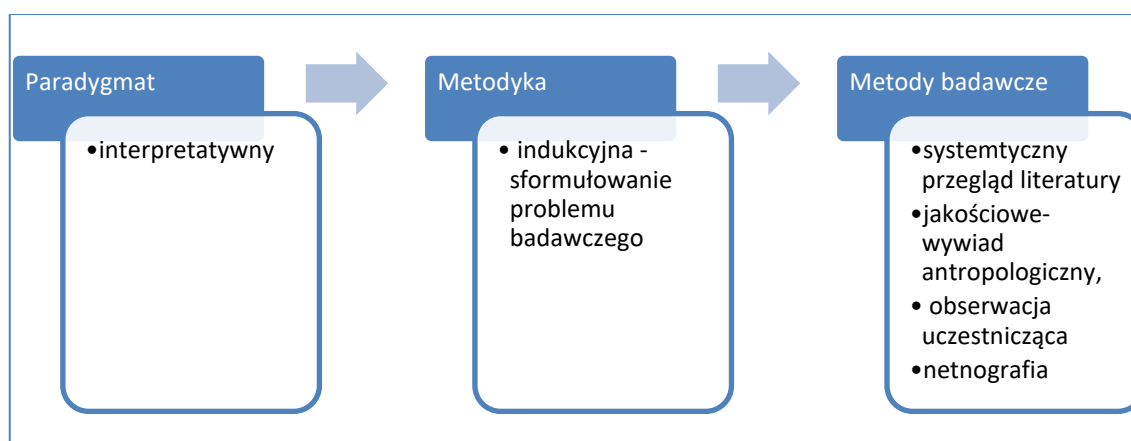 Paradygmat
•interpretatywny
Metodyka
• indukcyjna -
sformułowanie
problemu
badawczego
Metody badawcze
•systemtyczny
przegląd literatury
•jakościowe-
wywiad
antropologiczny,
• obserwacja
uczestnicząca
•netnografia